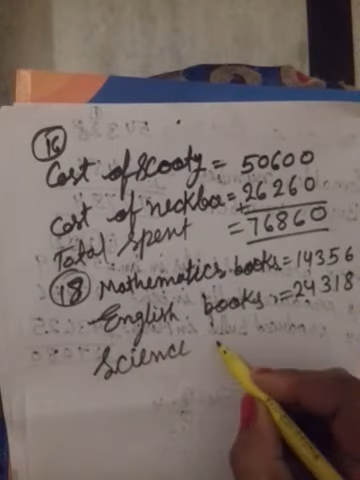 16
Cost of Scooty = 50600
Cost of neckbae = 26260
Total Spent = 76860
18 Mathematics books = 14356
English books = 24318
Science